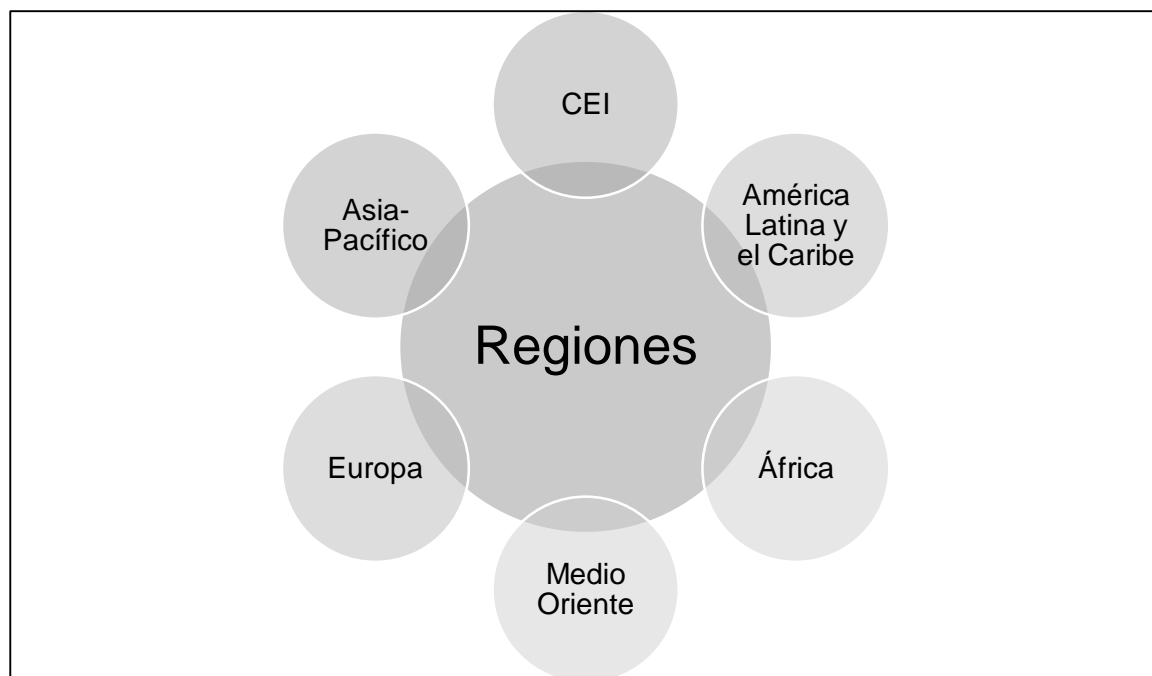 CEI
Asia-
Pacífico
América
Latina y
el Caribe
Regiones
Europa
África
Medio
Oriente